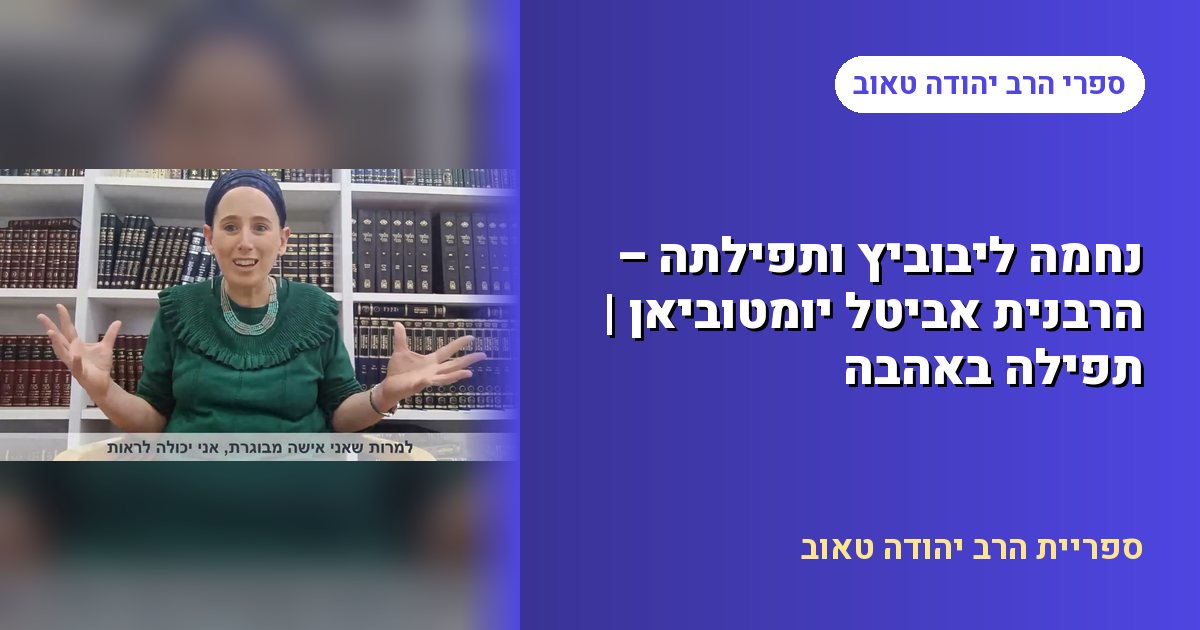 ספרי הרב יהודה טאוב
נחמה ליבוביץ ותפילתה –
הרבנית אביטל יומטוביאן |
תפילה באהבה
למרות שאני אישה מבוגרת, אני יכולה לראות
ספריית הרב יהודה טאוב